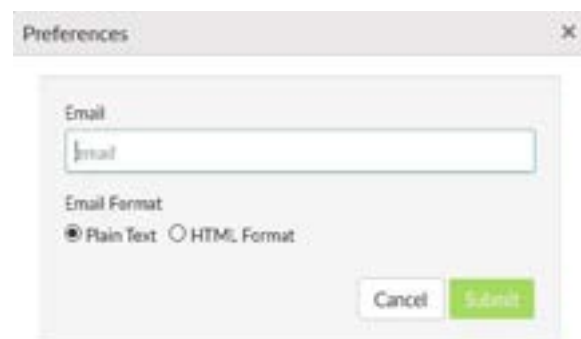 Preferences ×
Email
email
Email Format
Plain Text HTML Format
Cancel Submit